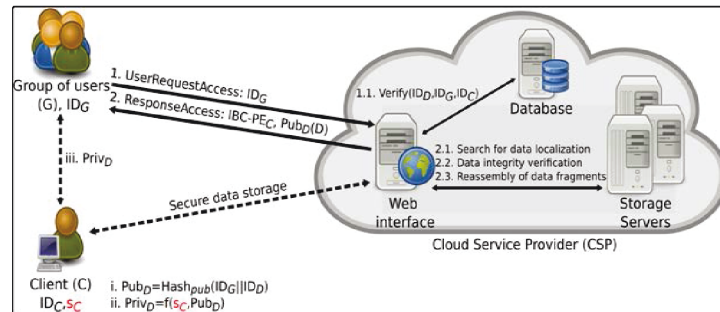 Group of users
(G), ID_G
1. UserRequestAccess: ID_G
2. ResponseAccess: IBC-PE_C, Pub_D(D)
1.1. Verify(ID_D,ID_G,ID_C)
Database
iii. Priv_D
2.1. Search for data localization
2.2. Data integrity verification
2.3. Reassembly of data fragments
Secure data storage
Web
interface
Storage
Servers
Cloud Service Provider (CSP)
Client (C)
ID_C,s_C
i. Pub_D=Hash_pub(ID_G||ID_D)
ii. Priv_D=f(s_C,Pub_D)